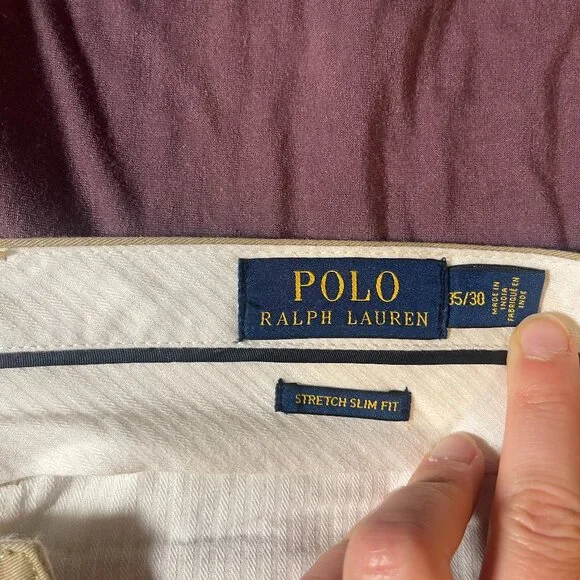 POLO
RALPH LAUREN
35/30
MADE IN
INDIA
FABRIQUÉ EN
INDE
STRETCH SLIM FIT